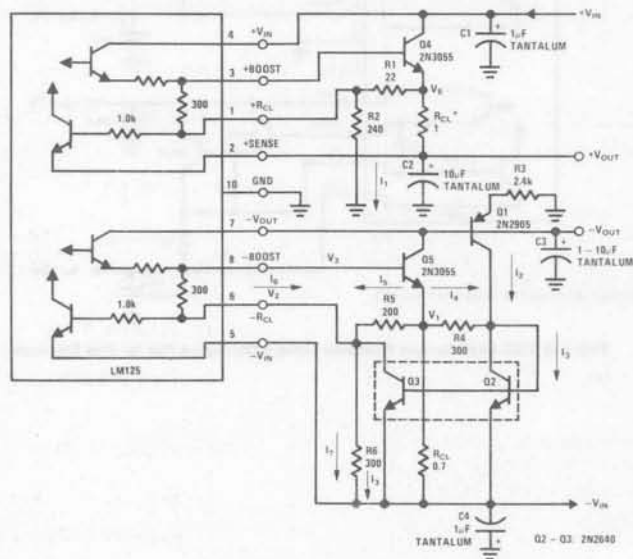 4
+VIN
+VIN
Q4
2N3055
C1
+
1μF
TANTALUM
3
+BOOST
R1
22
VE
300
1.0k
1
+RCL
R2
240
RCL*
1
2
+SENSE
+VOUT
C2
+
10μF
TANTALUM
R3
2.4k
10
GND
I1
Q1
2N2905
7
-VOUT
-VOUT
C3
+
1 – 10μF
TANTALUM
8
-BOOST
V3
Q5
2N3055
I2
I6
V2
I5
I4
300
1.0k
6
-RCL
R5
200
V1
R4
300
I3
5
-VIN
LM125
Q3
Q2
I7
R6
300
I3
RCL
0.7
-VIN
C4
1μF
TANTALUM
+
Q2 – Q3: 2N2640